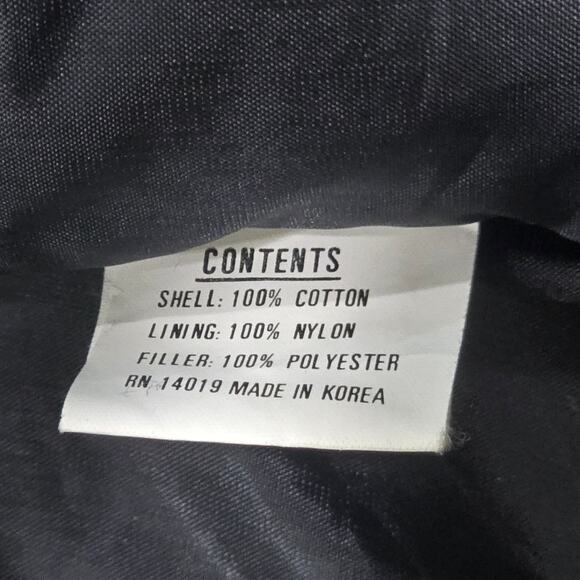 CONTENTS
SHELL: 100% COTTON
LINING: 100% NYLON
FILLER: 100% POLYESTER
RN 14019 MADE IN KOREA